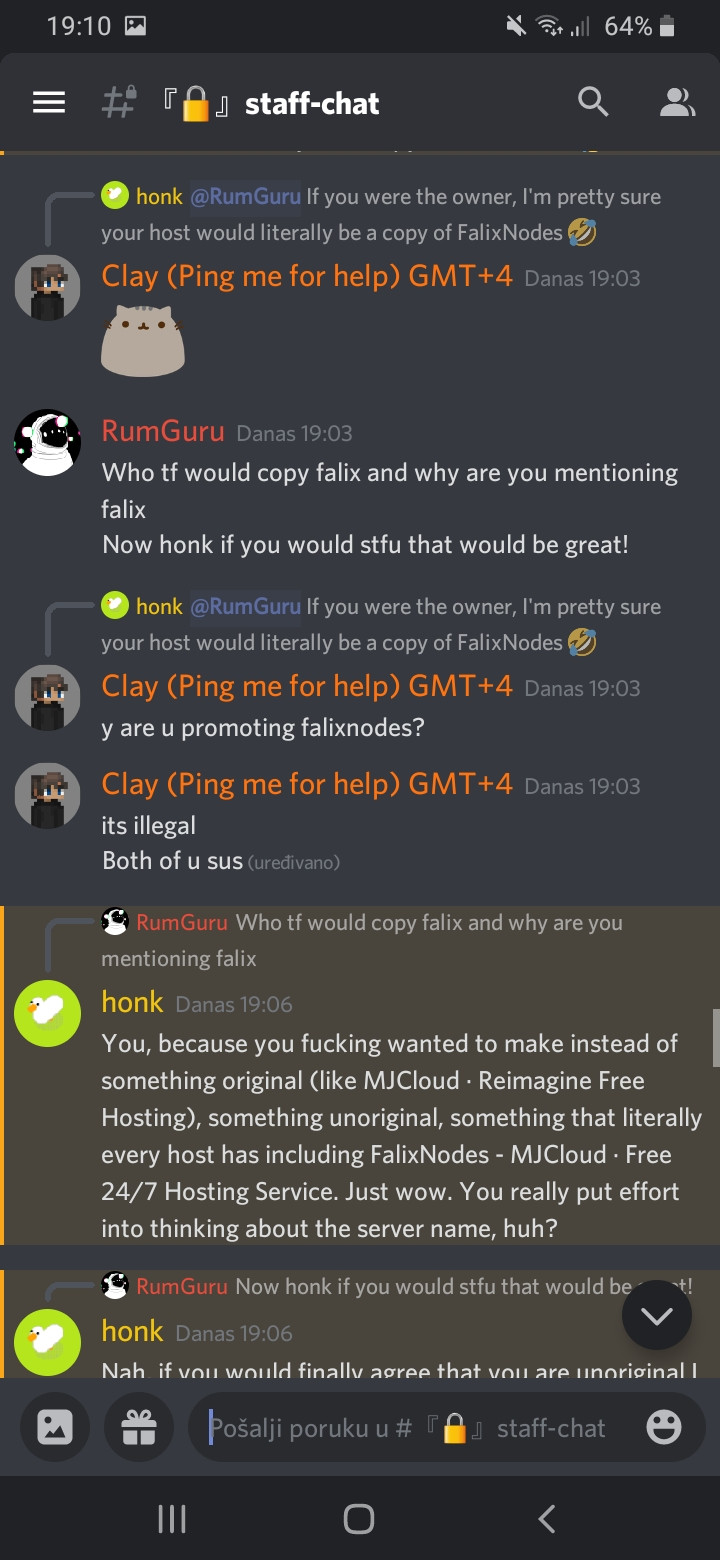 19:10 64%
『🔒』 staff-chat
honk @RumGuru If you were the owner, I'm pretty sure
your host would literally be a copy of FalixNodes 🤣
Clay (Ping me for help) GMT+4 Danas 19:03
RumGuru Danas 19:03
Who tf would copy falix and why are you mentioning
falix
Now honk if you would stfu that would be great!
honk @RumGuru If you were the owner, I'm pretty sure
your host would literally be a copy of FalixNodes 🤣
Clay (Ping me for help) GMT+4 Danas 19:03
y are u promoting falixnodes?
Clay (Ping me for help) GMT+4 Danas 19:03
its illegal
Both of u sus (uređivano)
RumGuru Who tf would copy falix and why are you
mentioning falix
honk Danas 19:06
You, because you fucking wanted to make instead of
something original (like MJCloud · Reimagine Free
Hosting), something unoriginal, something that literally
every host has including FalixNodes - MJCloud · Free
24/7 Hosting Service. Just wow. You really put effort
into thinking about the server name, huh?
RumGuru Now honk if you would stfu that would be
honk Danas 19:06
Nah, if you would finally agree that you are unoriginal I
Pošalji poruku u # 『🔒』 staff-chat